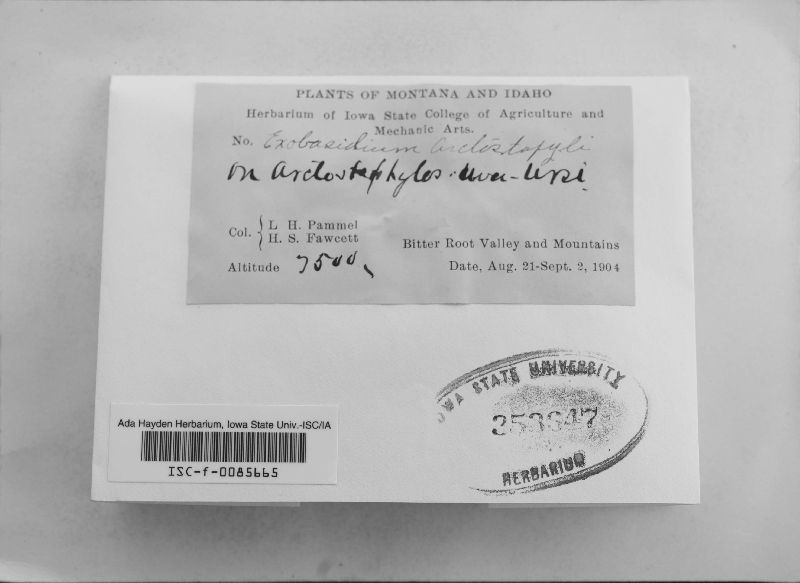 PLANTS OF MONTANA AND IDAHO
Herbarium of Iowa State College of Agriculture and
Mechanic Arts.
No. Exobasidium arctostapyli
on Arctostaphylos. uva-ursi
Col. { L H. Pammel
H. S. Fawcett
Bitter Root Valley and Mountains
Altitude 7500
Date, Aug. 21-Sept. 2, 1904
IOWA STATE UNIVERSITY
353647
HERBARIUM
Ada Hayden Herbarium, Iowa State Univ.-ISC/IA
ISC-f-0085665